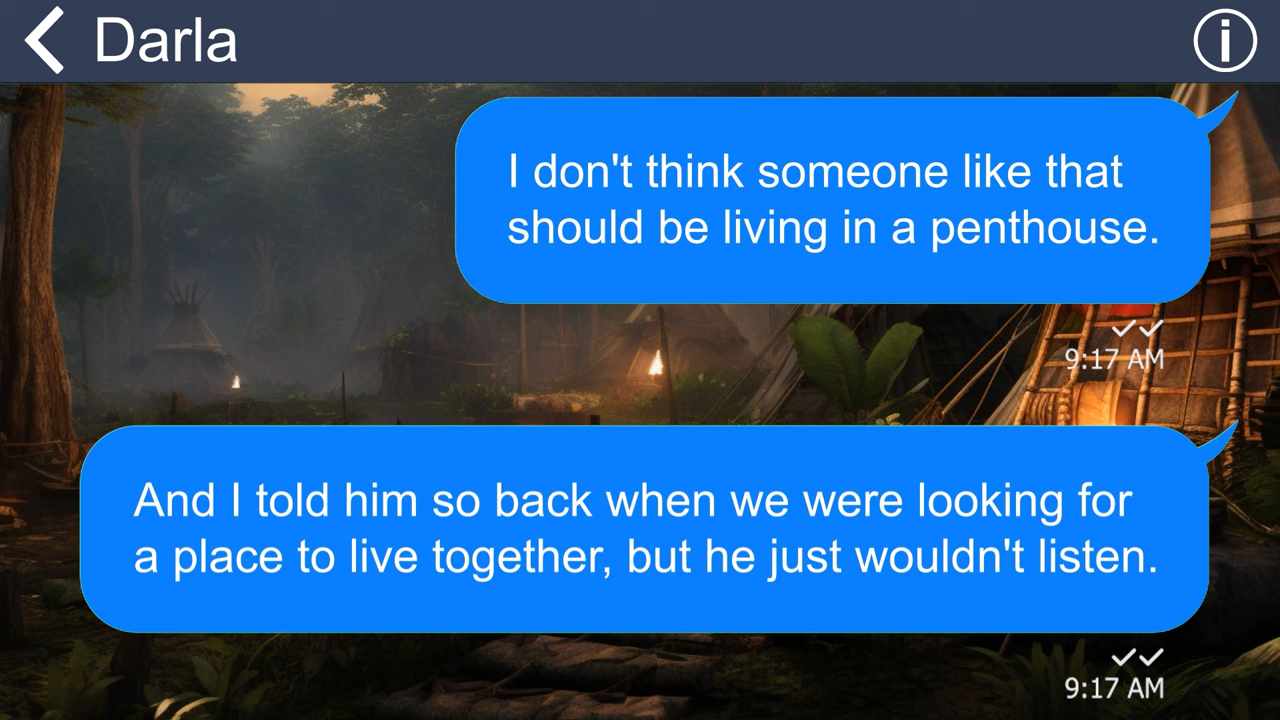 Darla
I don't think someone like that
should be living in a penthouse.
9:17 AM
And I told him so back when we were looking for
a place to live together, but he just wouldn't listen.
9:17 AM